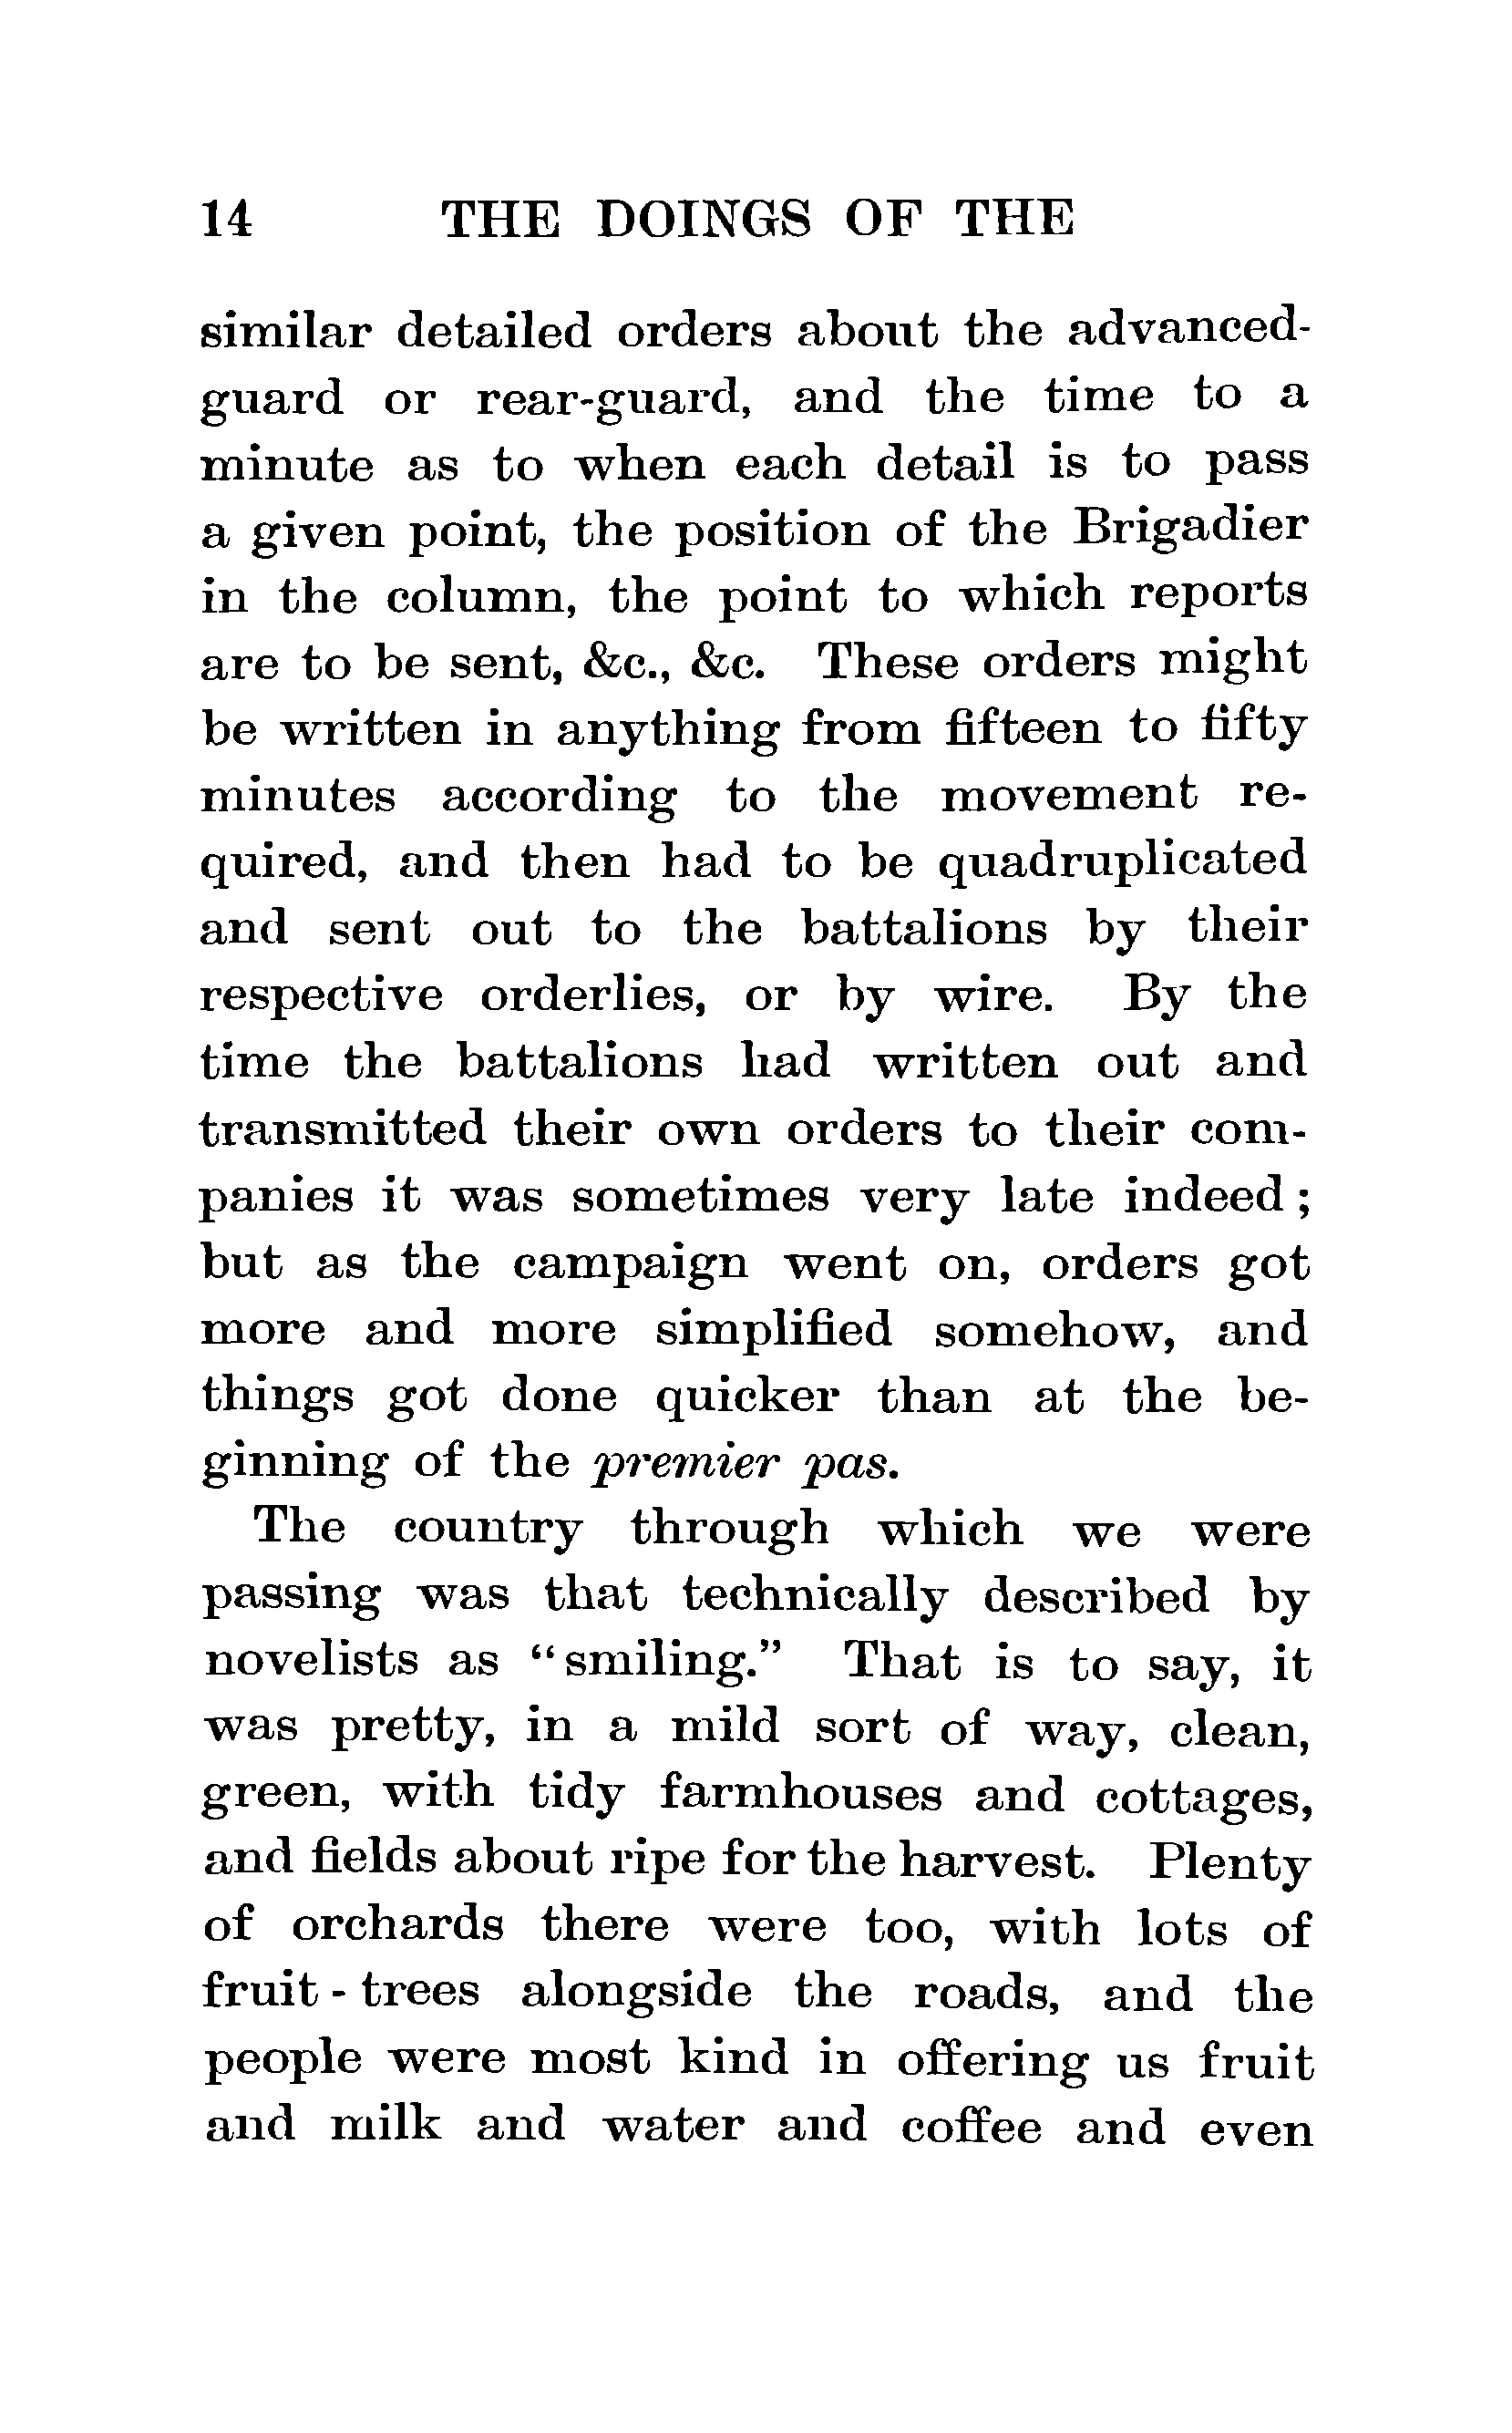 14 THE DOINGS OF THE
similar detailed orders about the advanced-
guard or rear-guard, and the time to a
minute as to when each detail is to pass
a given point, the position of the Brigadier
in the column, the point to which reports
are to be sent, &c., &c. These orders might
be written in anything from fifteen to fifty
minutes according to the movement re-
quired, and then had to be quadruplicated
and sent out to the battalions by their
respective orderlies, or by wire. By the
time the battalions had written out and
transmitted their own orders to their com-
panies it was sometimes very late indeed;
but as the campaign went on, orders got
more and more simplified somehow, and
things got done quicker than at the be-
ginning of the premier pas.
The country through which we were
passing was that technically described by
novelists as "smiling." That is to say, it
was pretty, in a mild sort of way, clean,
green, with tidy farmhouses and cottages,
and fields about ripe for the harvest. Plenty
of orchards there were too, with lots of
fruit-trees alongside the roads, and the
people were most kind in offering us fruit
and milk and water and coffee and even